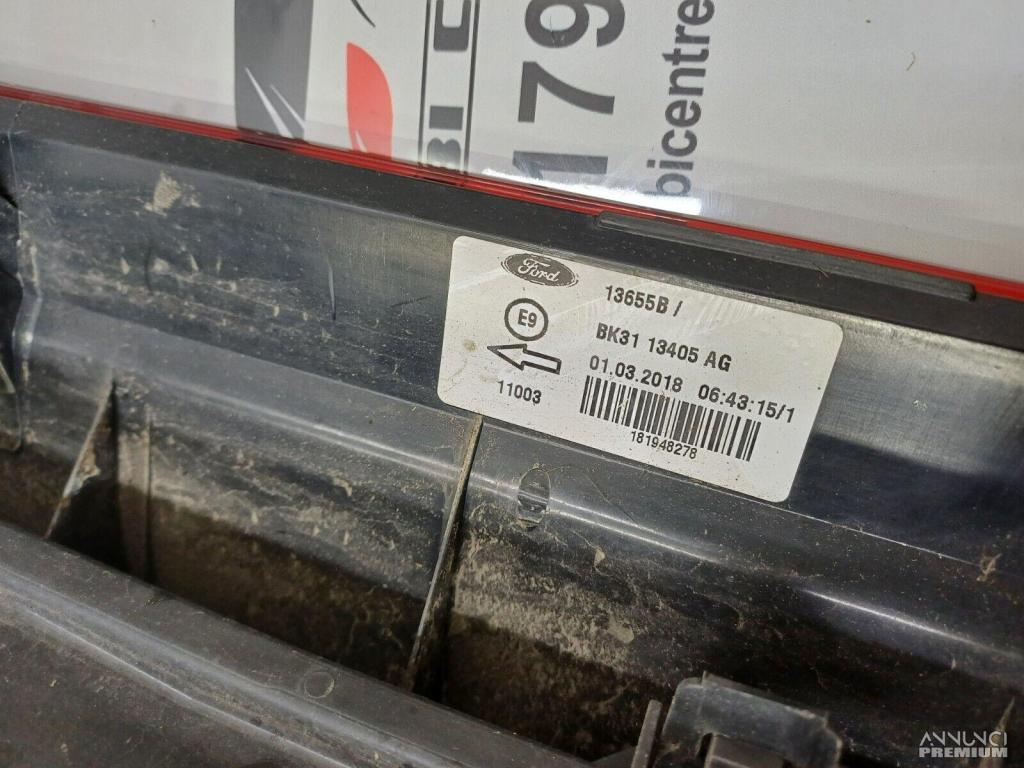 BI C
179
bicentre
Ford
13655B /
E9
BK31 13405 AG
01.03.2018 06:43:15/1
11003
181948278
ANNUNCI
PREMIUM